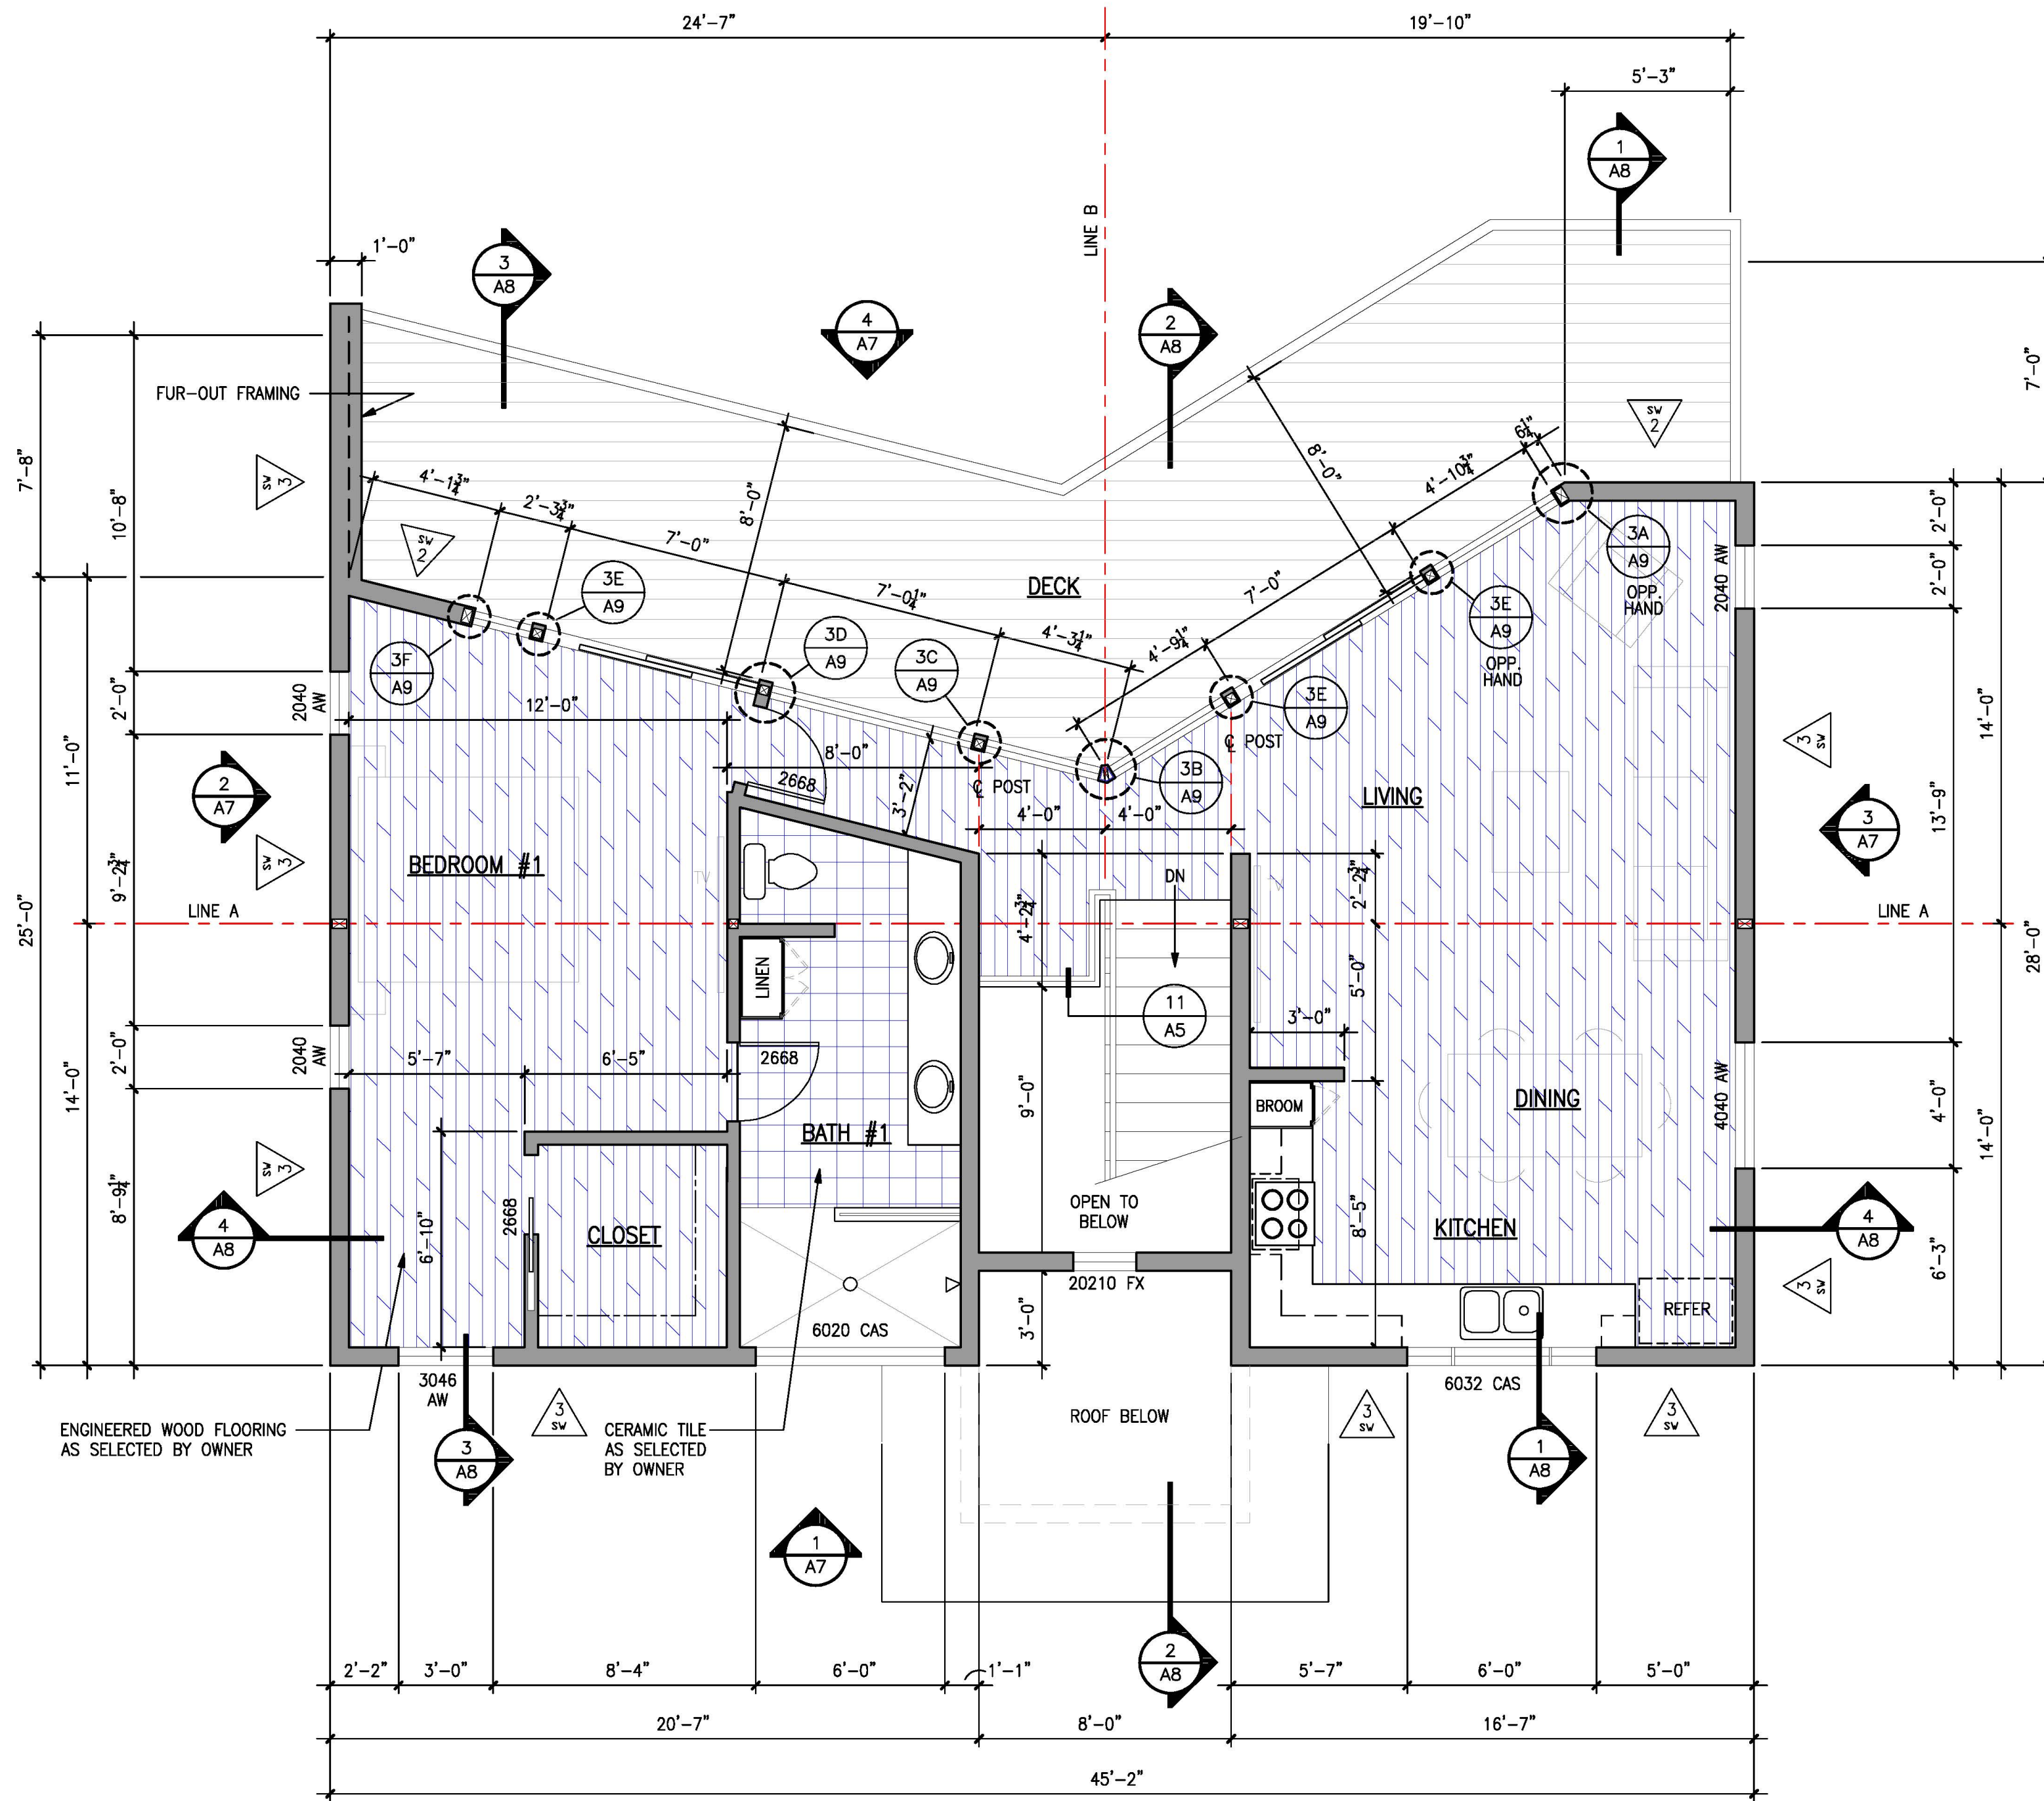 24'-7"
19'-10"
5'-3"
1
A8
LINE B
1'-0"
3
A8
4
A7
2
A8
7'-0"
FUR-OUT FRAMING
SW
2
6¼"
4'-10¾"
8'-0"
7'-8"
10'-8"
SW
3
4'-1¾"
2'-3¾"
8'-0"
7'-0"
SW
2
3A
A9
OPP.
HAND
2'-0"
2'-0"
2040 AW
3E
A9
DECK
7'-0"
7'-0¼"
3E
A9
OPP.
HAND
3D
A9
3C
A9
4'-3¼"
4'-9¼"
3F
A9
2'-0"
2040
AW
12'-0"
3E
A9
℄ POST
14'-0"
SW
3
11'-0"
2
A7
8'-0"
2668
3'-2"
℄ POST
3B
A9
LIVING
4'-0"
4'-0"
13'-9"
3
A7
9'-2¾"
SW
3
BEDROOM #1
TV
DN
TV
2'-2¾"
LINE A
4'-2¾"
LINE A
25'-0"
28'-0"
LINEN
5'-0"
11
A5
3'-0"
2'-0"
2040
AW
5'-7"
6'-5"
2668
14'-0"
9'-0"
BROOM
DINING
4040 AW
4'-0"
14'-0"
BATH #1
SW
3
8'-9¼"
4
A8
6'-10"
2668
CLOSET
OPEN TO
BELOW
8'-5"
KITCHEN
4
A8
6'-3"
20210 FX
3'-0"
SW
3
REFER
6020 CAS
3046
AW
6032 CAS
ENGINEERED WOOD FLOORING
AS SELECTED BY OWNER
3
SW
CERAMIC TILE
AS SELECTED
BY OWNER
ROOF BELOW
3
SW
3
SW
3
A8
1
A8
1
A7
2
A8
2'-2"
3'-0"
8'-4"
6'-0"
1'-1"
5'-7"
6'-0"
5'-0"
20'-7"
8'-0"
16'-7"
45'-2"